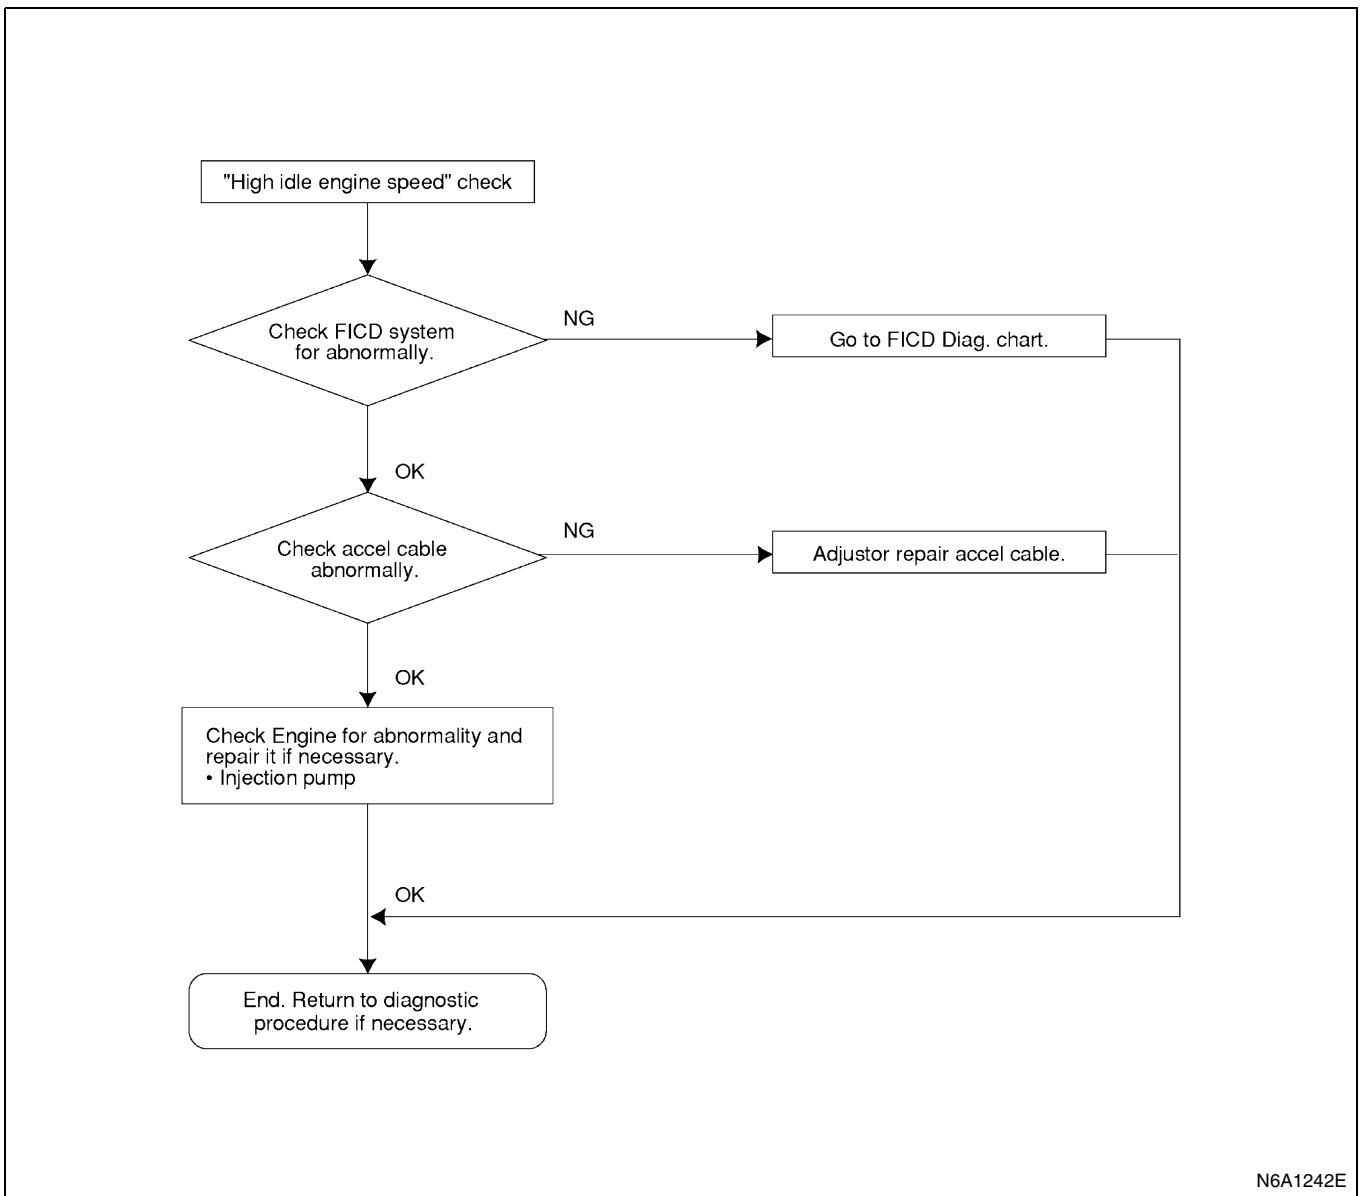 "High idle engine speed" check
Check FICD system
for abnormally.
NG
Go to FICD Diag. chart.
OK
Check accel cable
abnormally.
NG
Adjustor repair accel cable.
OK
Check Engine for abnormality and
repair it if necessary.
• Injection pump
OK
End. Return to diagnostic
procedure if necessary.
N6A1242E